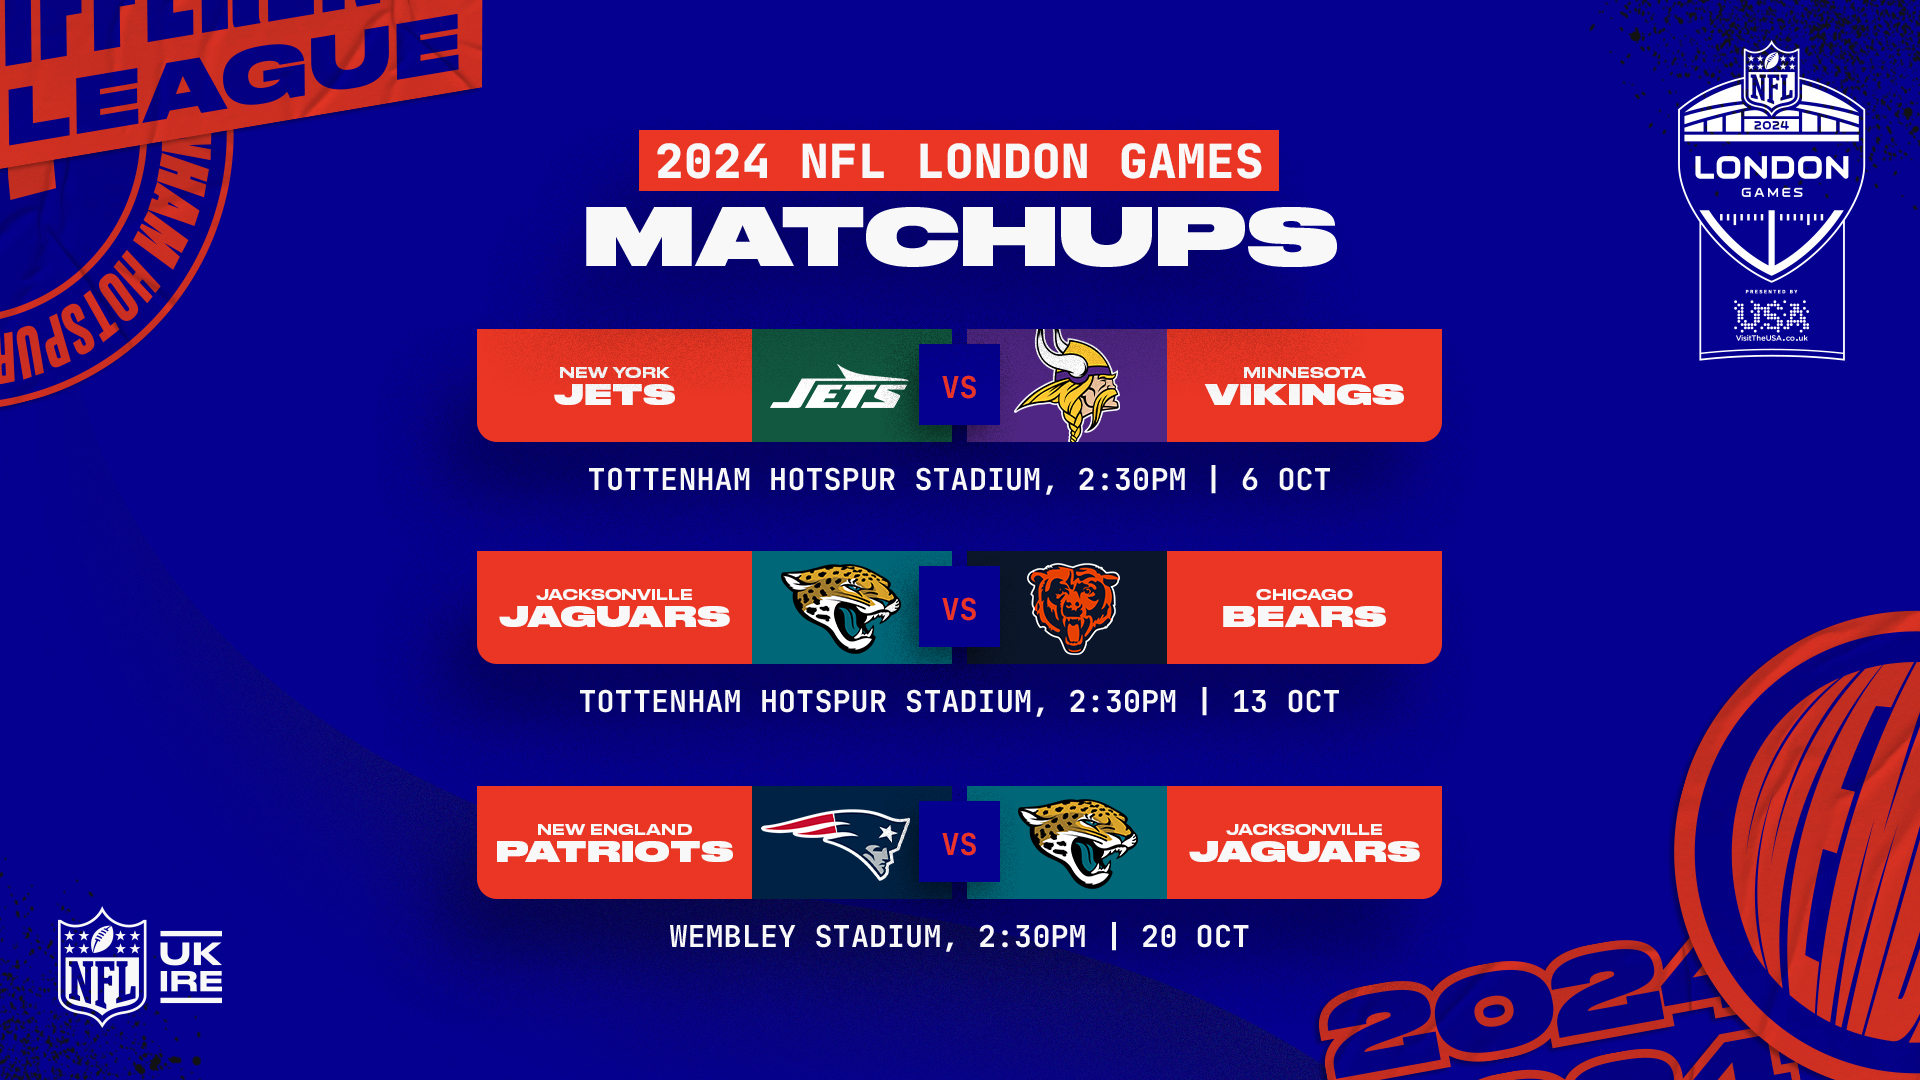 LEAGUE
HOTSPUR
2024 NFL LONDON GAMES
MATCHUPS
NFL
2024
LONDON
GAMES
PRESENTED BY
USA
VisitTheUSA.co.uk
NEW YORK
JETS
JETS
VS
MINNESOTA
VIKINGS
TOTTENHAM HOTSPUR STADIUM, 2:30PM | 6 OCT
JACKSONVILLE
JAGUARS
VS
CHICAGO
BEARS
TOTTENHAM HOTSPUR STADIUM, 2:30PM | 13 OCT
NEW ENGLAND
PATRIOTS
VS
JACKSONVILLE
JAGUARS
WEMBLEY STADIUM, 2:30PM | 20 OCT
NFL
UK
IRE
2024